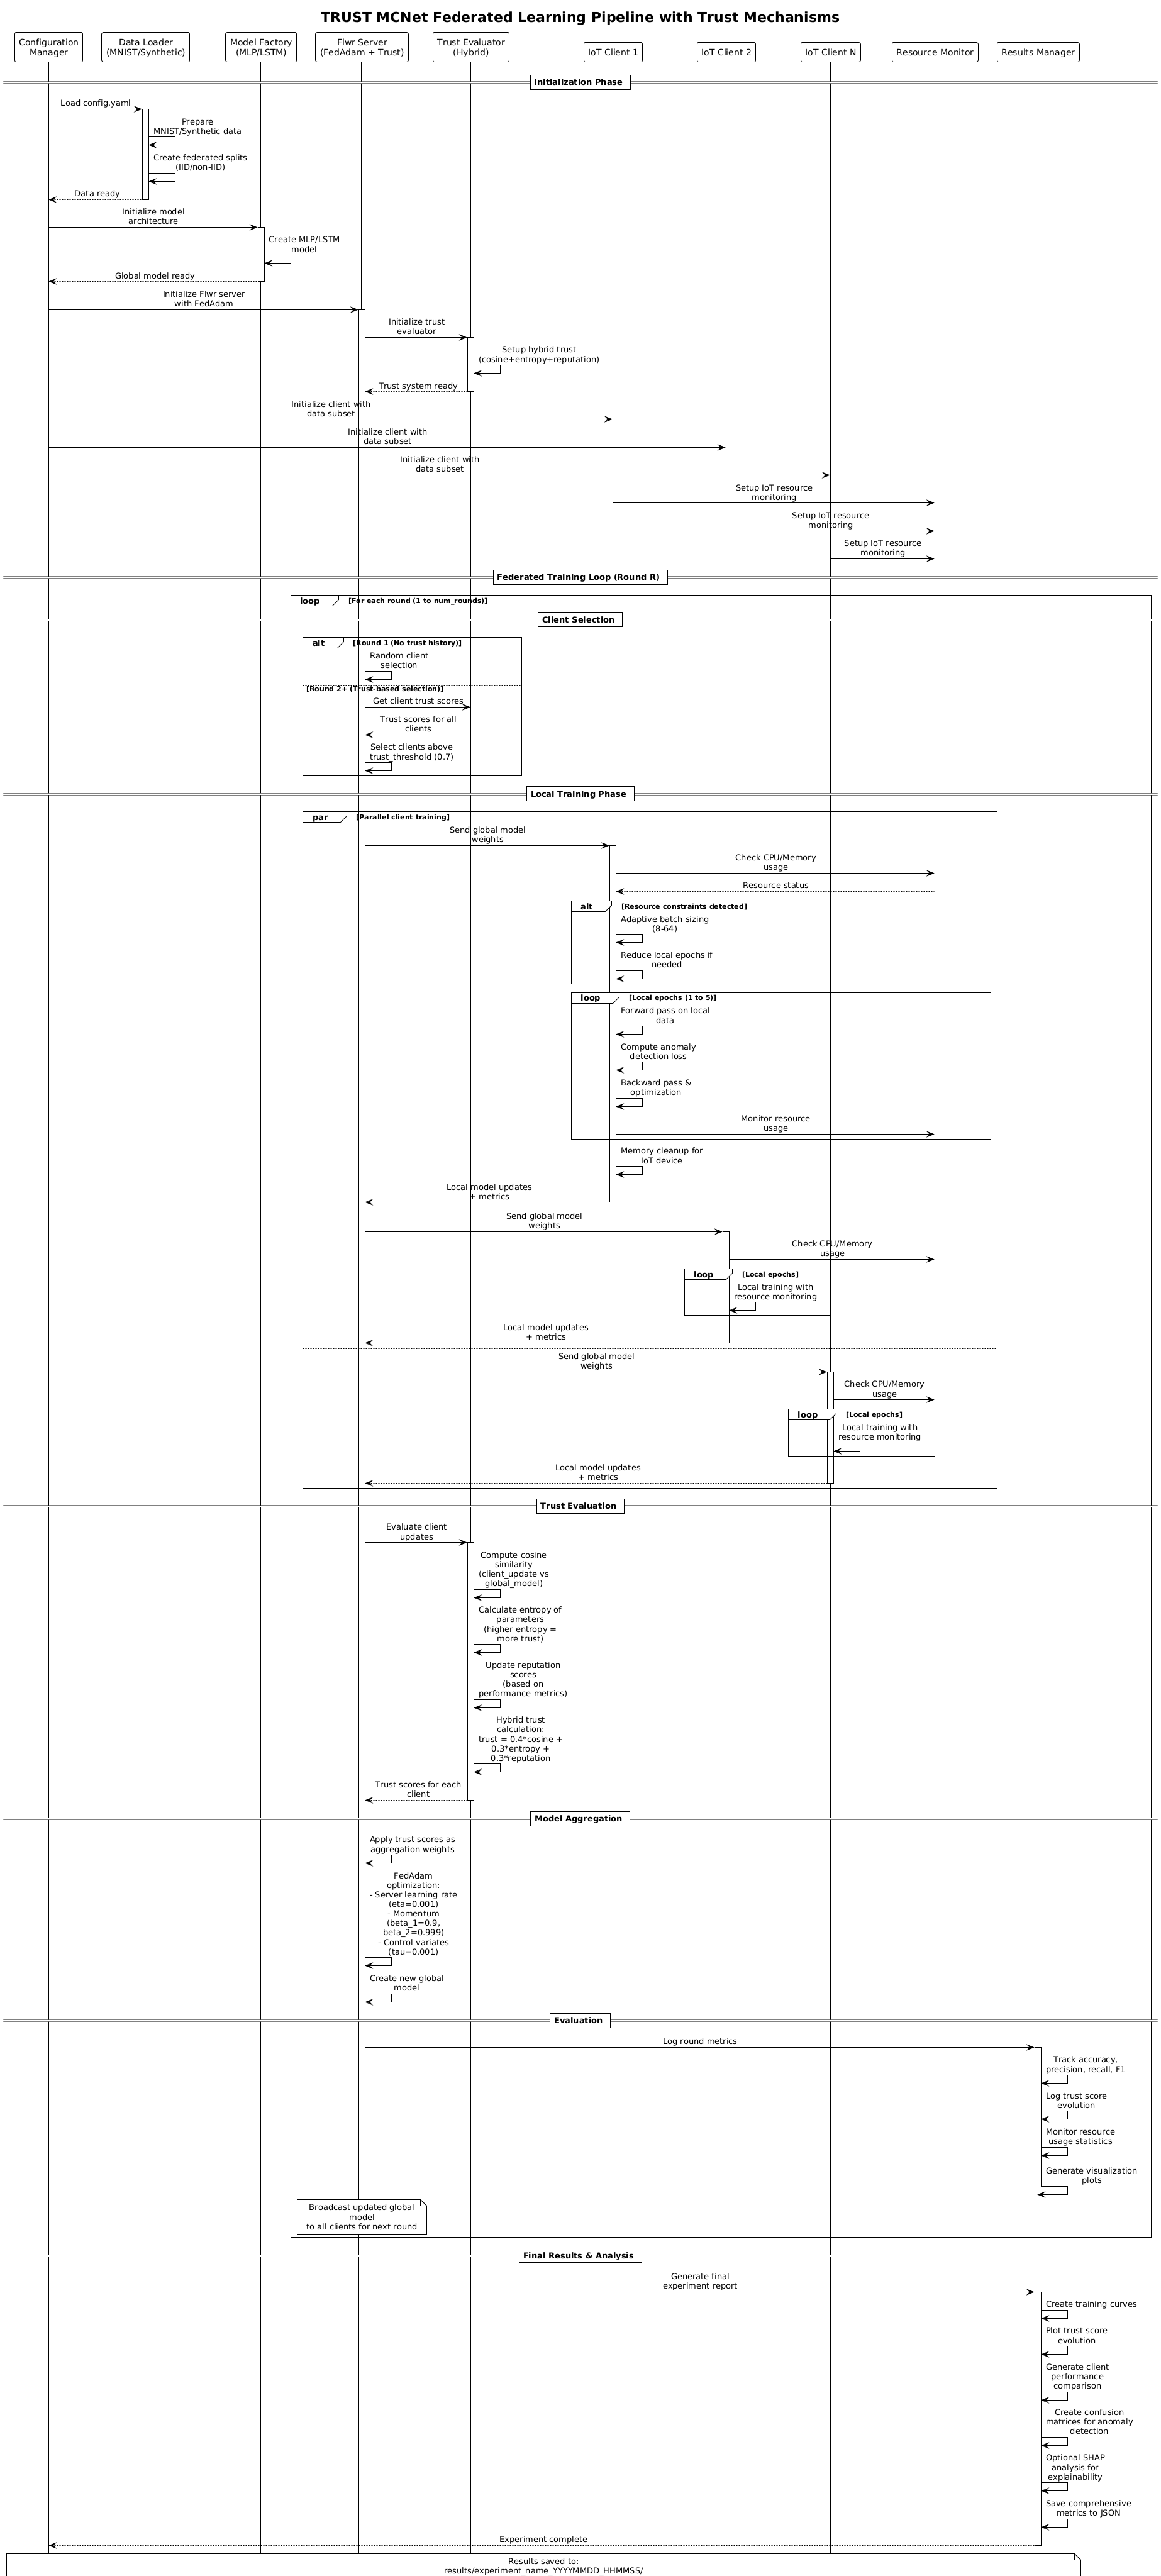 TRUST MCNet Federated Learning Pipeline with Trust Mechanisms
Configuration
Manager
Data Loader
(MNIST/Synthetic)
Model Factory
(MLP/LSTM)
Flwr Server
(FedAdam + Trust)
Trust Evaluator
(Hybrid)
IoT Client 1
IoT Client 2
IoT Client N
Resource Monitor
Results Manager
Initialization Phase
Load config.yaml
Prepare
MNIST/Synthetic data
Create federated splits
(IID/non-IID)
Data ready
Initialize model
architecture
Create MLP/LSTM
model
Global model ready
Initialize Flwr server
with FedAdam
Initialize trust
evaluator
Setup hybrid trust
(cosine+entropy+reputation)
Trust system ready
Initialize client with
data subset
Initialize client with
data subset
Initialize client with
data subset
Setup IoT resource
monitoring
Setup IoT resource
monitoring
Setup IoT resource
monitoring
Federated Training Loop (Round R)
loop
[For each round (1 to num_rounds)]
Client Selection
alt
[Round 1 (No trust history)]
Random client
selection
[Round 2+ (Trust-based selection)]
Get client trust scores
Trust scores for all
clients
Select clients above
trust_threshold (0.7)
Local Training Phase
par
[Parallel client training]
Send global model
weights
Check CPU/Memory
usage
Resource status
alt
[Resource constraints detected]
Adaptive batch sizing
(8-64)
Reduce local epochs if
needed
loop
[Local epochs (1 to 5)]
Forward pass on local
data
Compute anomaly
detection loss
Backward pass &
optimization
Monitor resource
usage
Memory cleanup for
IoT device
Local model updates
+ metrics
Send global model
weights
Check CPU/Memory
usage
loop
[Local epochs]
Local training with
resource monitoring
Local model updates
+ metrics
Send global model
weights
Check CPU/Memory
usage
loop
[Local epochs]
Local training with
resource monitoring
Local model updates
+ metrics
Trust Evaluation
Evaluate client
updates
Compute cosine
similarity
(client_update vs
global_model)
Calculate entropy of
parameters
(higher entropy =
more trust)
Update reputation
scores
(based on
performance metrics)
Hybrid trust
calculation:
trust = 0.4*cosine +
0.3*entropy +
0.3*reputation
Trust scores for each
client
Model Aggregation
Apply trust scores as
aggregation weights
FedAdam
optimization:
- Server learning rate
(eta=0.001)
- Momentum
(beta_1=0.9,
beta_2=0.999)
- Control variates
(tau=0.001)
Create new global
model
Evaluation
Log round metrics
Track accuracy,
precision, recall, F1
Log trust score
evolution
Monitor resource
usage statistics
Generate visualization
plots
Broadcast updated global
model
to all clients for next round
Final Results & Analysis
Generate final
experiment report
Create training curves
Plot trust score
evolution
Generate client
performance
comparison
Create confusion
matrices for anomaly
detection
Optional SHAP
analysis for
explainability
Save comprehensive
metrics to JSON
Experiment complete
Results saved to:
results/experiment_name_YYYYMMDD_HHMMSS/